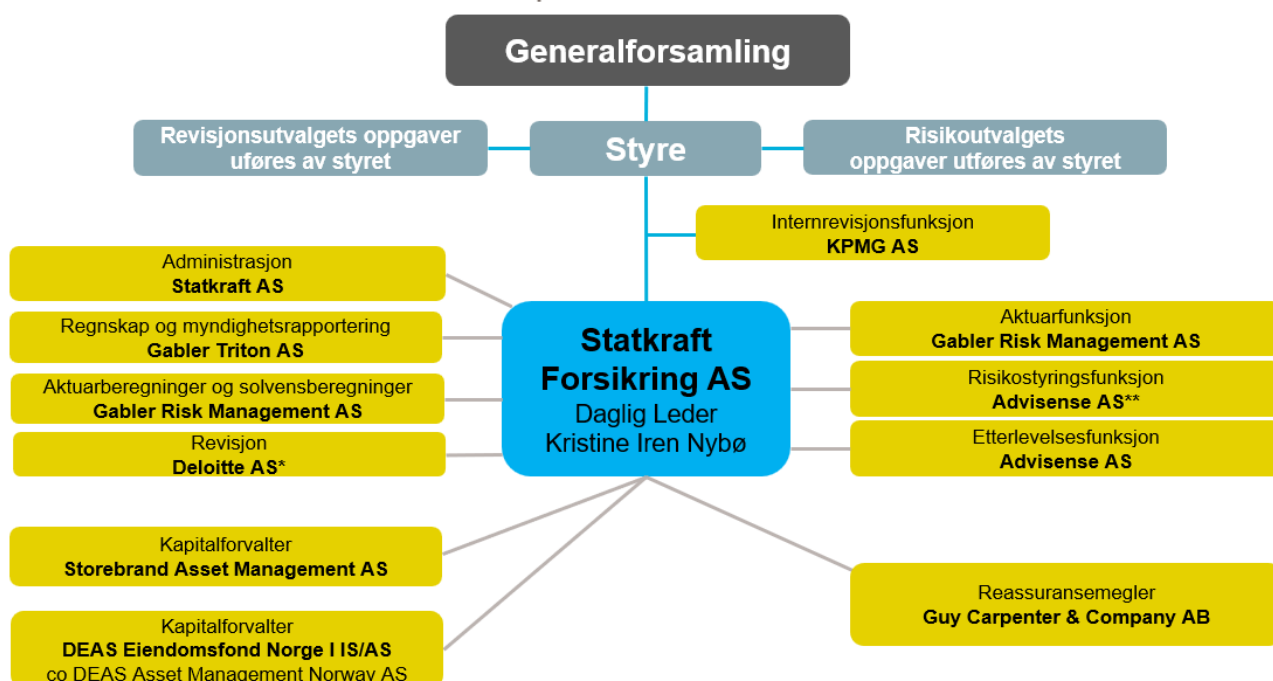 Generalforsamling
Revisjonsutvalgets oppgaver
uføres av styret
Styre
Risikoutvalgets
oppgaver utføres av styret
Internrevisjonsfunksjon
KPMG AS
Administrasjon
Statkraft AS
Regnskap og myndighetsrapportering
Gabler Triton AS
Aktuarberegninger og solvensberegninger
Gabler Risk Management AS
Revisjon
Deloitte AS*
Statkraft
Forsikring AS
Daglig Leder
Kristine Iren Nybø
Aktuarfunksjon
Gabler Risk Management AS
Risikostyringsfunksjon
Advisense AS**
Etterlevelsesfunksjon
Advisense AS
Kapitalforvalter
Storebrand Asset Management AS
Kapitalforvalter
DEAS Eiendomsfond Norge I IS/AS
co DEAS Asset Management Norway AS
Reassuransemegler
Guy Carpenter & Company AB